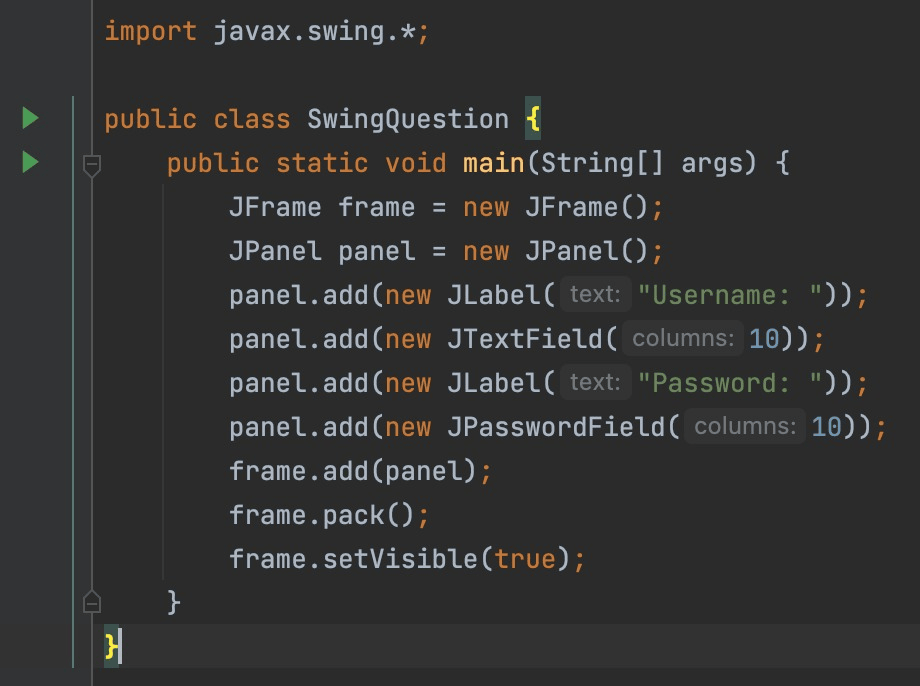 import javax.swing.*;
public class SwingQuestion {
public static void main(String[] args) {
JFrame frame = new JFrame();
JPanel panel = new JPanel();
panel.add(new JLabel( text: "Username: "));
panel.add(new JTextField( columns: 10));
panel.add(new JLabel( text: "Password: "));
panel.add(new JPasswordField( columns: 10));
frame.add(panel);
frame.pack();
frame.setVisible(true);
}
}